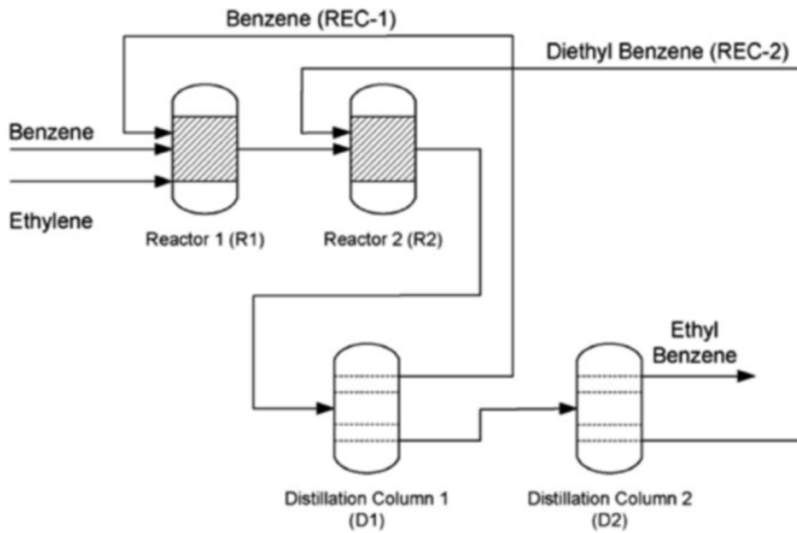 Benzene (REC-1)
Diethyl Benzene (REC-2)
Benzene
Ethylene
Reactor 1 (R1)
Reactor 2 (R2)
Ethyl
Benzene
Distillation Column 1
(D1)
Distillation Column 2
(D2)